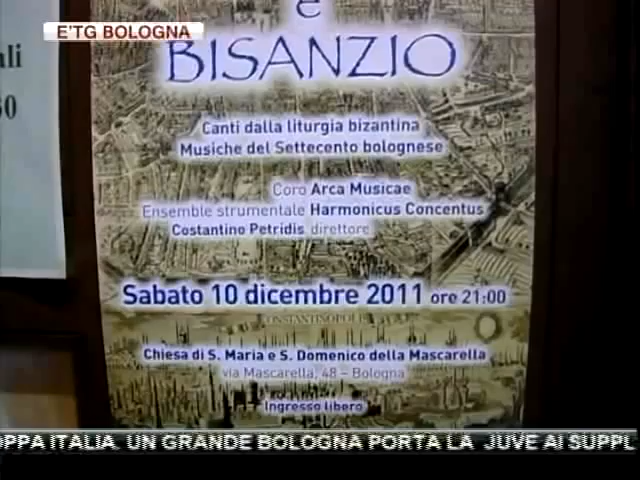 E'TG BOLOGNA
e
BISANZIO
Canti dalla liturgia bizantina
Musiche del Settecento bolognese
Coro Arca Musicae
Ensemble strumentale Harmonicus Concentus
Costantino Petridis direttore
Sabato 10 dicembre 2011 ore 21:00
CONSTANTINOPOLIS
Chiesa di S. Maria e S. Domenico della Mascarella
via Mascarella, 48 – Bologna
Ingresso libero
OPPA ITALIA. UN GRANDE BOLOGNA PORTA LA JUVE AI SUPPL